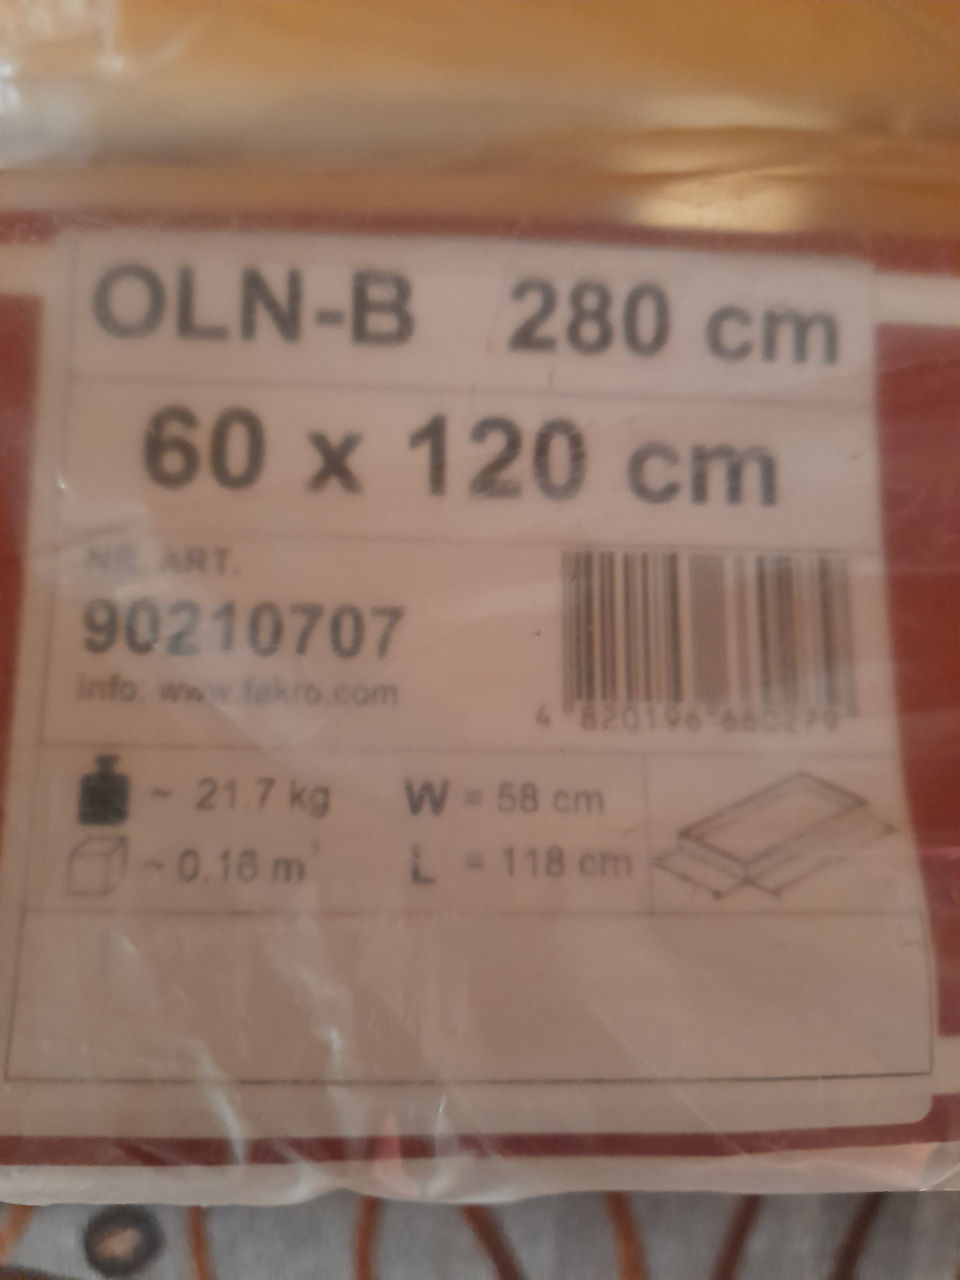 OLN-B 280 cm
60 x 120 cm
NR ART.
90210707
info: www.fakro.com
4 820196 660279
~ 21.7 kg W = 58 cm
~ 0.16 m³ L = 118 cm